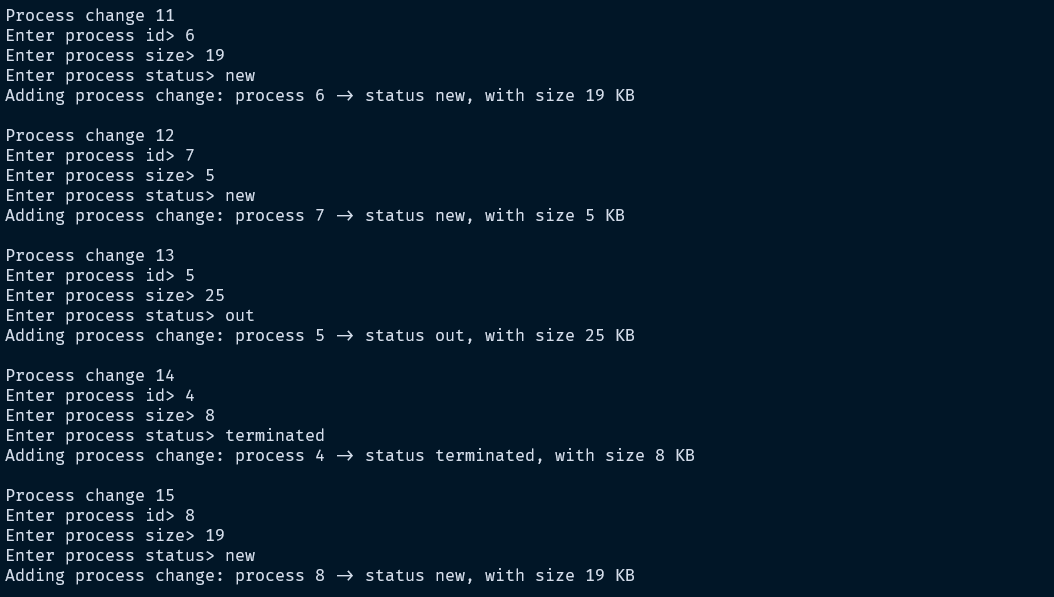 Process change 11
Enter process id> 6
Enter process size> 19
Enter process status> new
Adding process change: process 6 -> status new, with size 19 KB
Process change 12
Enter process id> 7
Enter process size> 5
Enter process status> new
Adding process change: process 7 -> status new, with size 5 KB
Process change 13
Enter process id> 5
Enter process size> 25
Enter process status> out
Adding process change: process 5 -> status out, with size 25 KB
Process change 14
Enter process id> 4
Enter process size> 8
Enter process status> terminated
Adding process change: process 4 -> status terminated, with size 8 KB
Process change 15
Enter process id> 8
Enter process size> 19
Enter process status> new
Adding process change: process 8 -> status new, with size 19 KB